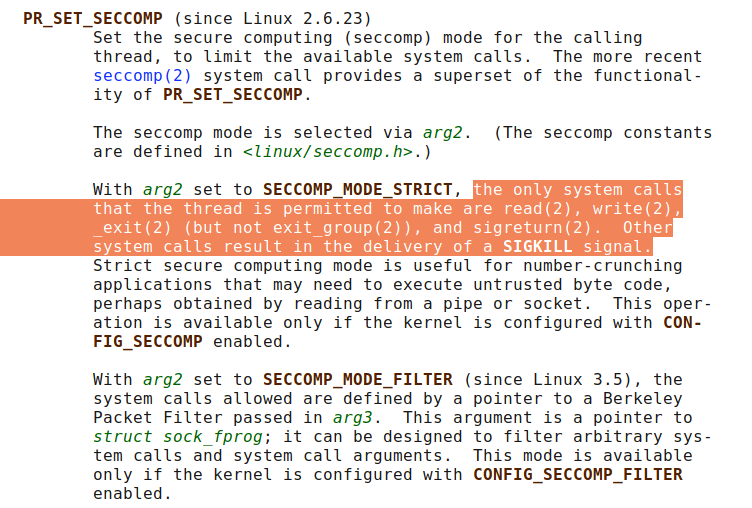 PR_SET_SECCOMP (since Linux 2.6.23)
Set the secure computing (seccomp) mode for the calling
thread, to limit the available system calls.  The more recent
seccomp(2) system call provides a superset of the functional-
ity of PR_SET_SECCOMP.

The seccomp mode is selected via arg2.  (The seccomp constants
are defined in <linux/seccomp.h>.)

With arg2 set to SECCOMP_MODE_STRICT, the only system calls
that the thread is permitted to make are read(2), write(2),
_exit(2) (but not exit_group(2)), and sigreturn(2).  Other
system calls result in the delivery of a SIGKILL signal.
Strict secure computing mode is useful for number-crunching
applications that may need to execute untrusted byte code,
perhaps obtained by reading from a pipe or socket.  This oper-
ation is available only if the kernel is configured with CON-
FIG_SECCOMP enabled.

With arg2 set to SECCOMP_MODE_FILTER (since Linux 3.5), the
system calls allowed are defined by a pointer to a Berkeley
Packet Filter passed in arg3.  This argument is a pointer to
struct sock_fprog; it can be designed to filter arbitrary sys-
tem calls and system call arguments.  This mode is available
only if the kernel is configured with CONFIG_SECCOMP_FILTER
enabled.